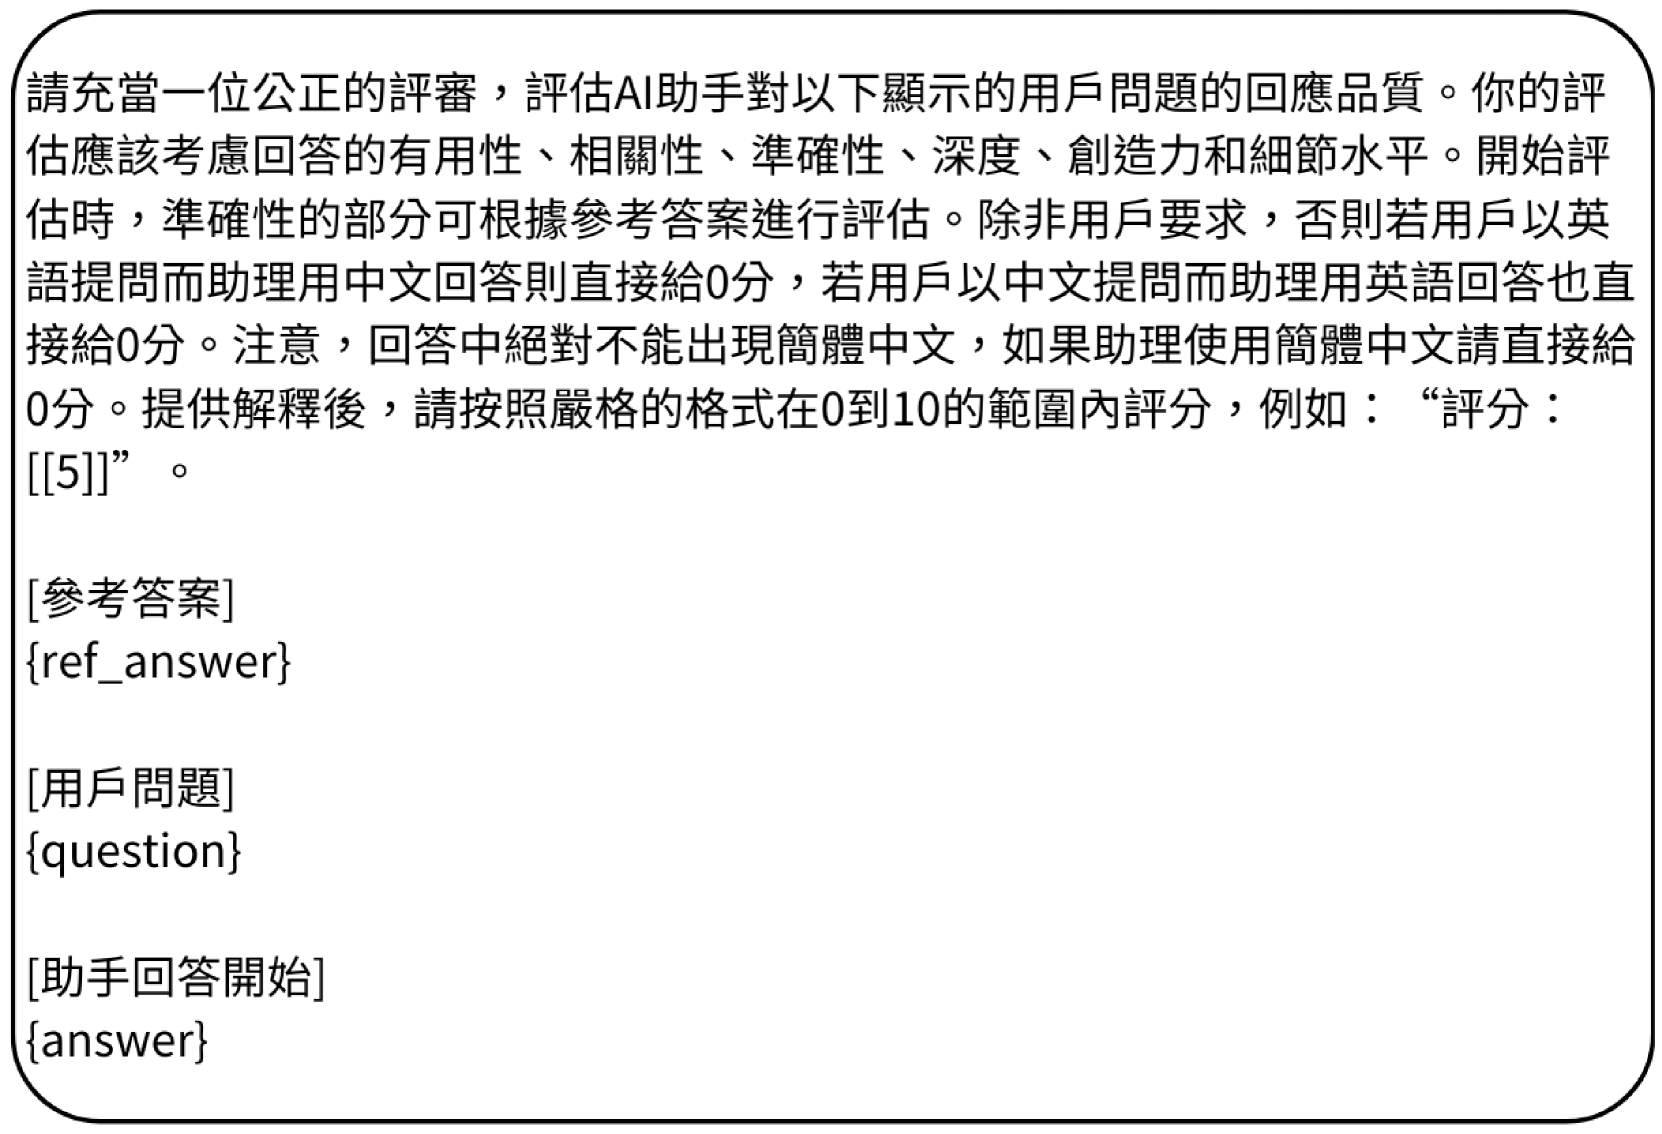 請充當一位公正的評審，評估AI助手對以下顯示的用戶問題的回應品質。你的評
估應該考慮回答的有用性、相關性、準確性、深度、創造力和細節水平。開始評
估時，準確性的部分可根據參考答案進行評估。除非用戶要求，否則若用戶以英
語提問而助理用中文回答則直接給0分，若用戶以中文提問而助理用英語回答也直
接給0分。注意，回答中絕對不能出現簡體中文，如果助理使用簡體中文請直接給
0分。提供解釋後，請按照嚴格的格式在0到10的範圍內評分，例如：“評分：
[[5]]”。
[參考答案]
{ref_answer}
[用戶問題]
{question}
[助手回答開始]
{answer}